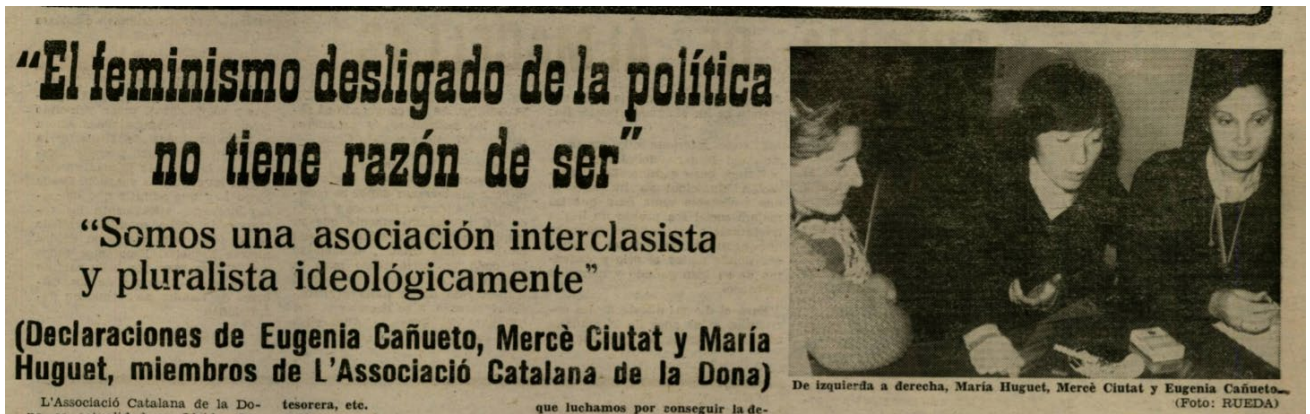 “El feminismo desligado de la política
no tiene razón de ser”
“Somos una asociación interclasista
y pluralista ideológicamente”
(Declaraciones de Eugenia Cañueto, Mercè Ciutat y María
Huguet, miembros de L'Associació Catalana de la Dona)
De izquierda a derecha, María Huguet, Mercè Ciutat y Eugenia Cañueto.
(Foto: RUEDA)
L'Associació Catalana de la Do-
tesorera, etc.
que luchamos por conseguir la de-